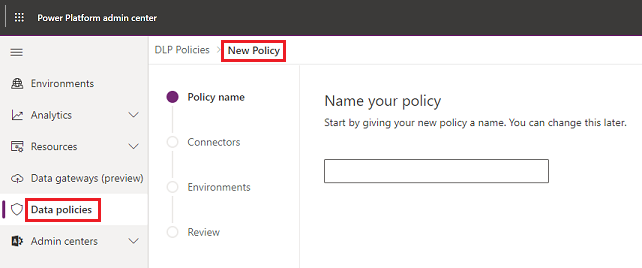 Power Platform admin center
DLP Policies > New Policy
Environments
Analytics
Resources
Data gateways (preview)
Data policies
Admin centers
Policy name
Connectors
Environments
Review
Name your policy
Start by giving your new policy a name. You can change this later.